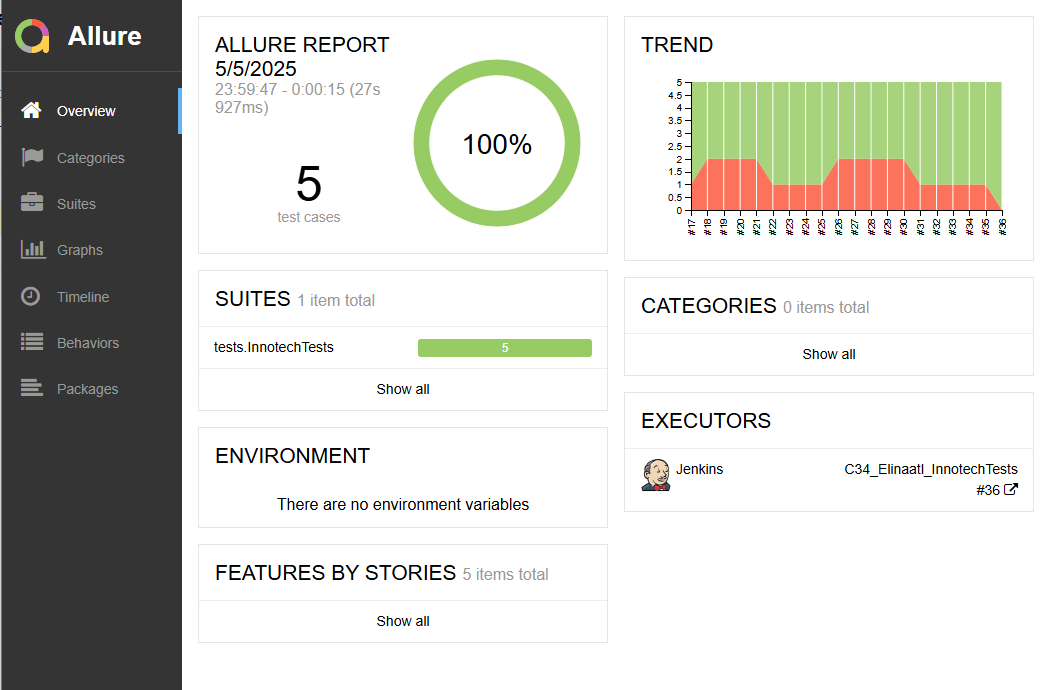 Allure
Overview
Categories
Suites
Graphs
Timeline
Behaviors
Packages
ALLURE REPORT
5/5/2025
23:59:47 - 0:00:15 (27s
927ms)
5
test cases
100%
SUITES 1 item total
tests.InnotechTests 5
Show all
ENVIRONMENT
There are no environment variables
FEATURES BY STORIES 5 items total
Show all
TREND
5
4.5
4
3.5
3
2.5
2
1.5
1
0.5
0
#17
#18
#19
#20
#21
#22
#23
#24
#25
#26
#27
#28
#29
#30
#31
#32
#33
#34
#35
#36
CATEGORIES 0 items total
Show all
EXECUTORS
Jenkins C34_Elinaatl_InnotechTests
#36